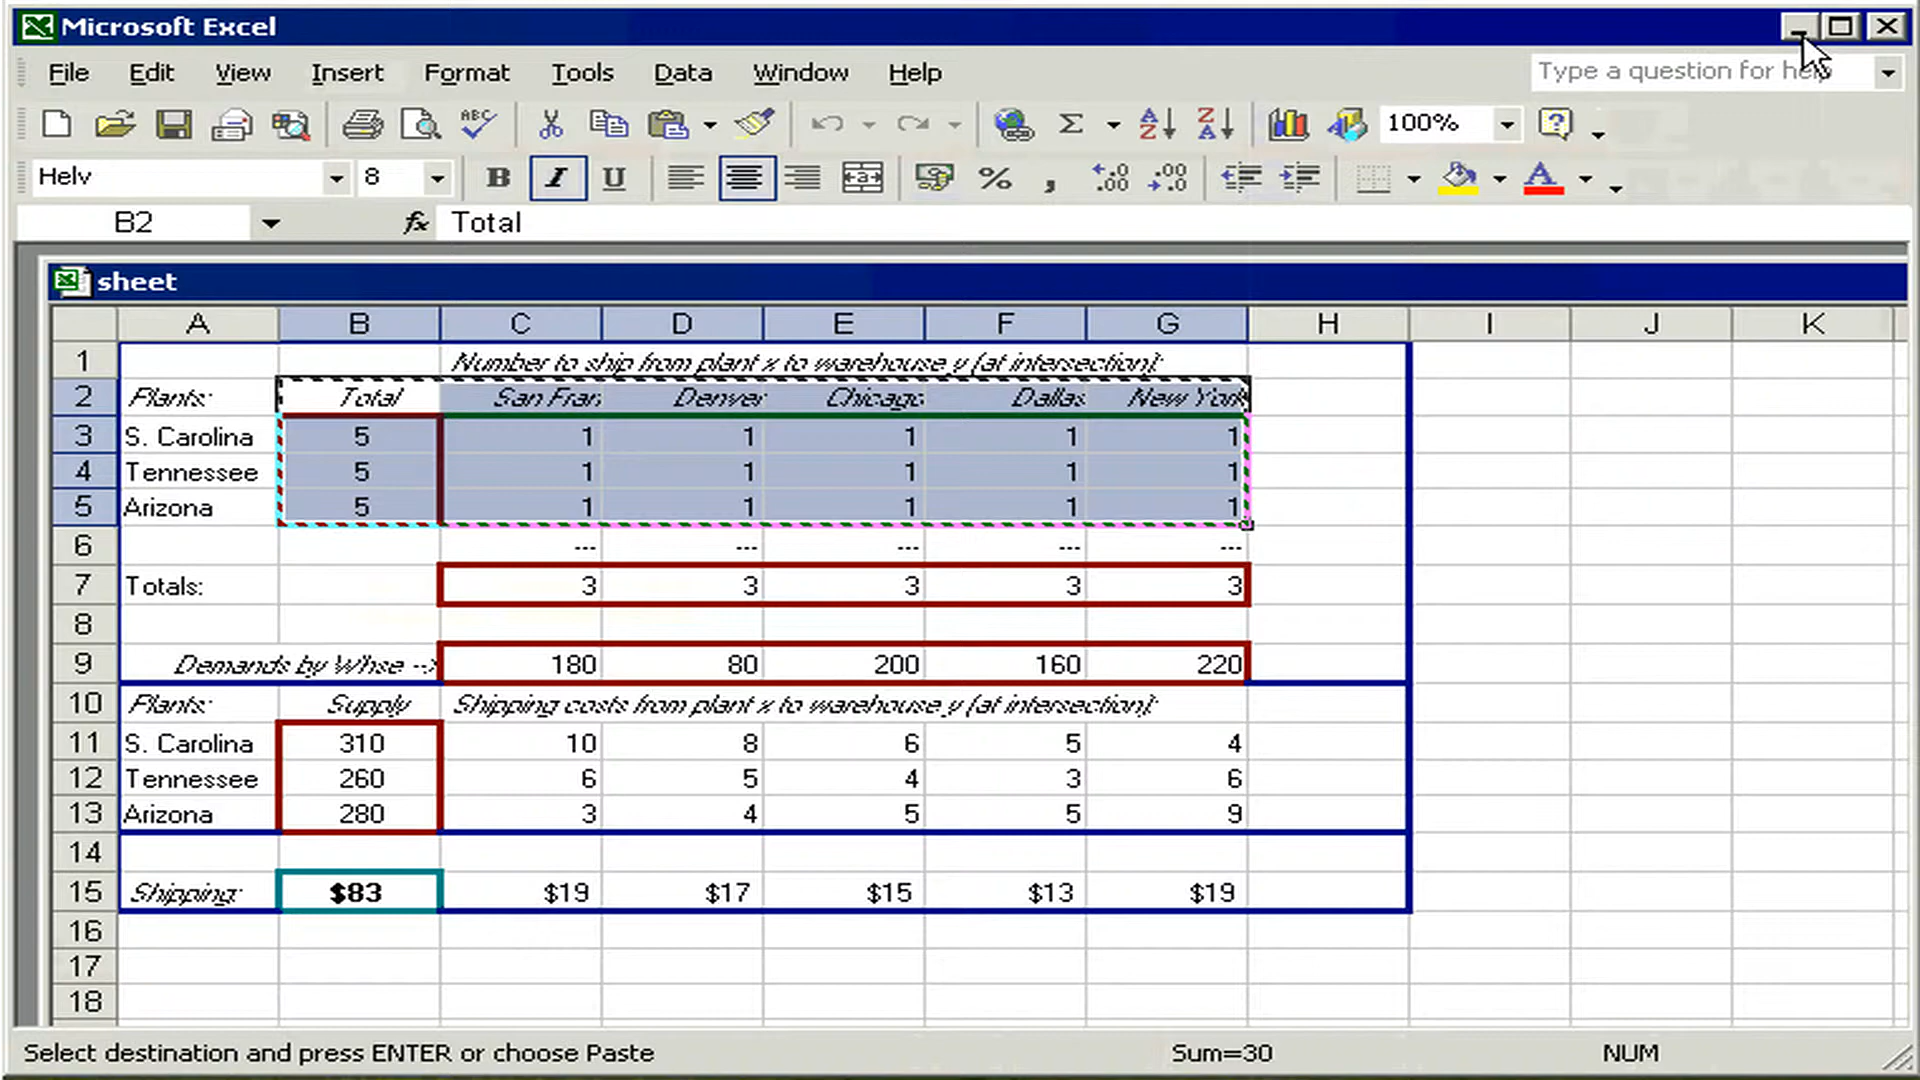 Microsoft Excel
File Edit View Insert Format Tools Data Window Help Type a question for help
ABC Σ A Z Z A 100% ?
Helv 8 B I U a % , .0 .00 .00 .0 A
B2 fx Total
sheet
A B C D E F G H I J K
1 Number to ship from plant x to warehouse y (at intersection):
2 Plants: Total San Fran Denver Chicago Dallas New York
3 S. Carolina 5 1 1 1 1 1
4 Tennessee 5 1 1 1 1 1
5 Arizona 5 1 1 1 1 1
6 --- --- --- --- ---
7 Totals: 3 3 3 3 3
8
9 Demands by Whse --> 180 80 200 160 220
10 Plants: Supply Shipping costs from plant x to warehouse y (at intersection):
11 S. Carolina 310 10 8 6 5 4
12 Tennessee 260 6 5 4 3 6
13 Arizona 280 3 4 5 5 9
14
15 Shipping: $83 $19 $17 $15 $13 $19
16
17
18
Select destination and press ENTER or choose Paste Sum=30 NUM